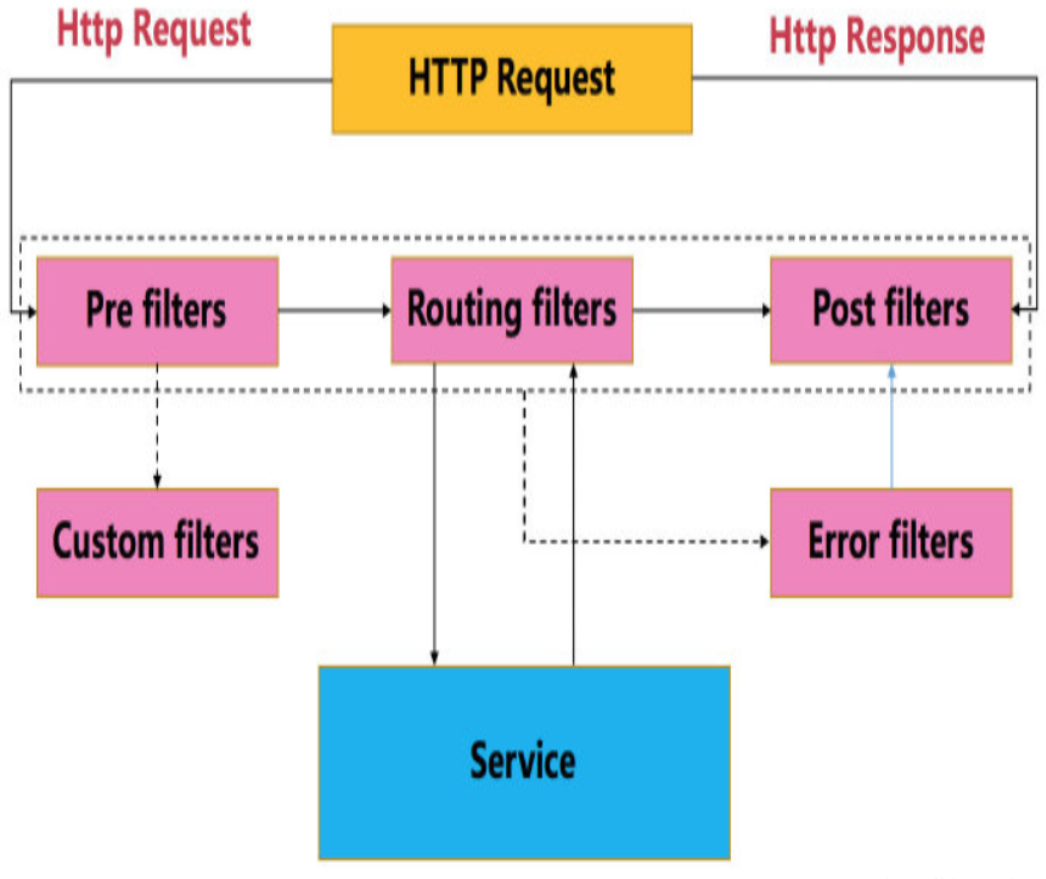 Http Request
HTTP Request
Http Response
Pre filters
Routing filters
Post filters
Custom filters
Error filters
Service